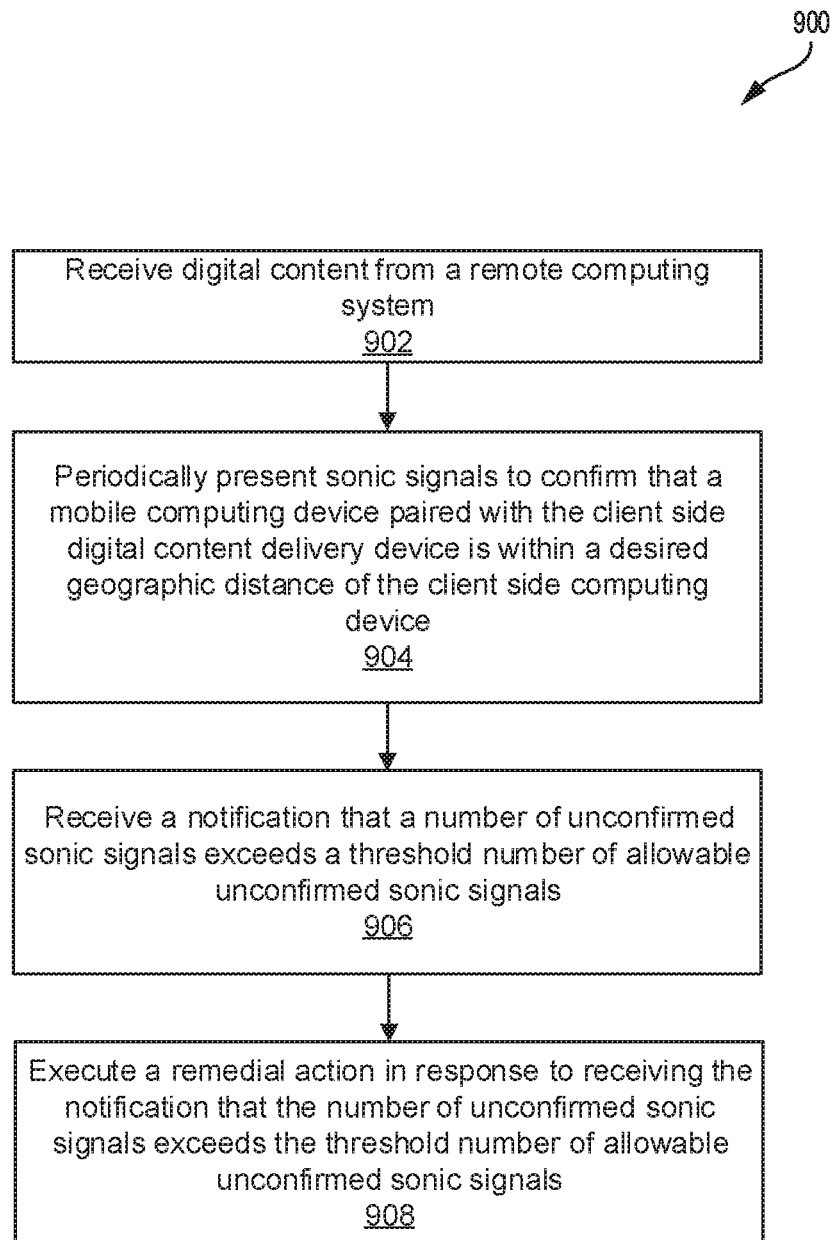 900
Receive digital content from a remote computing
system
902
Periodically present sonic signals to confirm that a
mobile computing device paired with the client side
digital content delivery device is within a desired
geographic distance of the client side computing
device
904
Receive a notification that a number of unconfirmed
sonic signals exceeds a threshold number of allowable
unconfirmed sonic signals
906
Execute a remedial action in response to receiving the
notification that the number of unconfirmed sonic
signals exceeds the threshold number of allowable
unconfirmed sonic signals
908